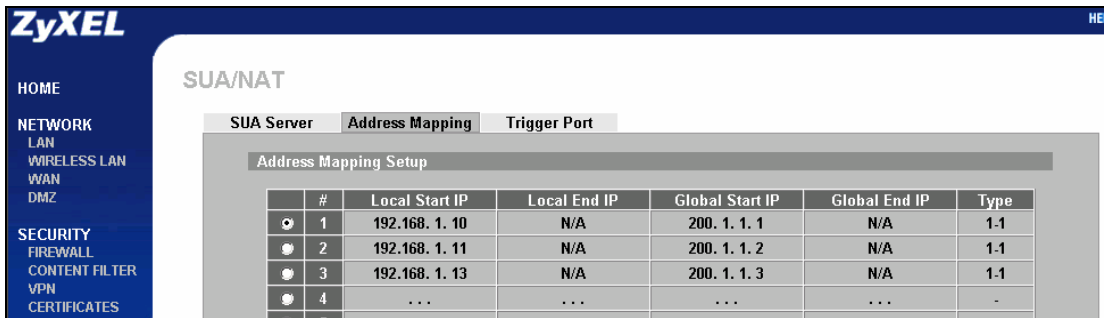 ZyXEL
HOME
NETWORK
LAN
WIRELESS LAN
WAN
DMZ
SECURITY
FIREWALL
CONTENT FILTER
VPN
CERTIFICATES
SUA/NAT
SUA Server Address Mapping Trigger Port
Address Mapping Setup
# Local Start IP Local End IP Global Start IP Global End IP Type
1 192.168. 1. 10 N/A 200. 1. 1. 1 N/A 1-1
2 192.168. 1. 11 N/A 200. 1. 1. 2 N/A 1-1
3 192.168. 1. 13 N/A 200. 1. 1. 3 N/A 1-1
4 . . . . . . . . . . . . -